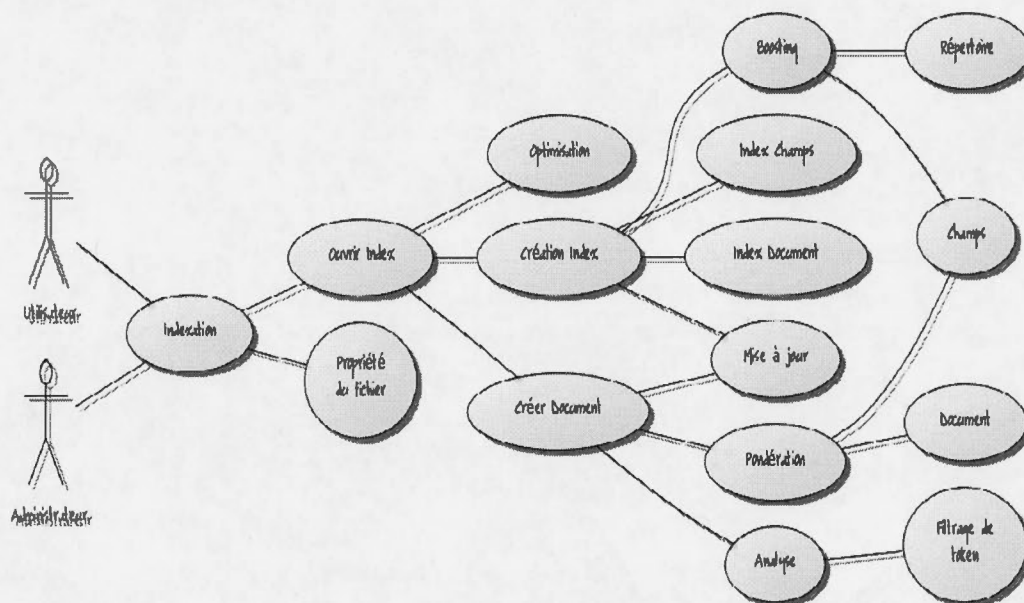 Boosting
Répertoire
Optimisation
Index Champs
Ouvrir Index
Création Index
Index Document
Champs
Utilisateur
Indexation
Propriété
du fichier
Mise à jour
Créer Document
Document
Pondération
Administrateur
Analyse
Filtrage de
token